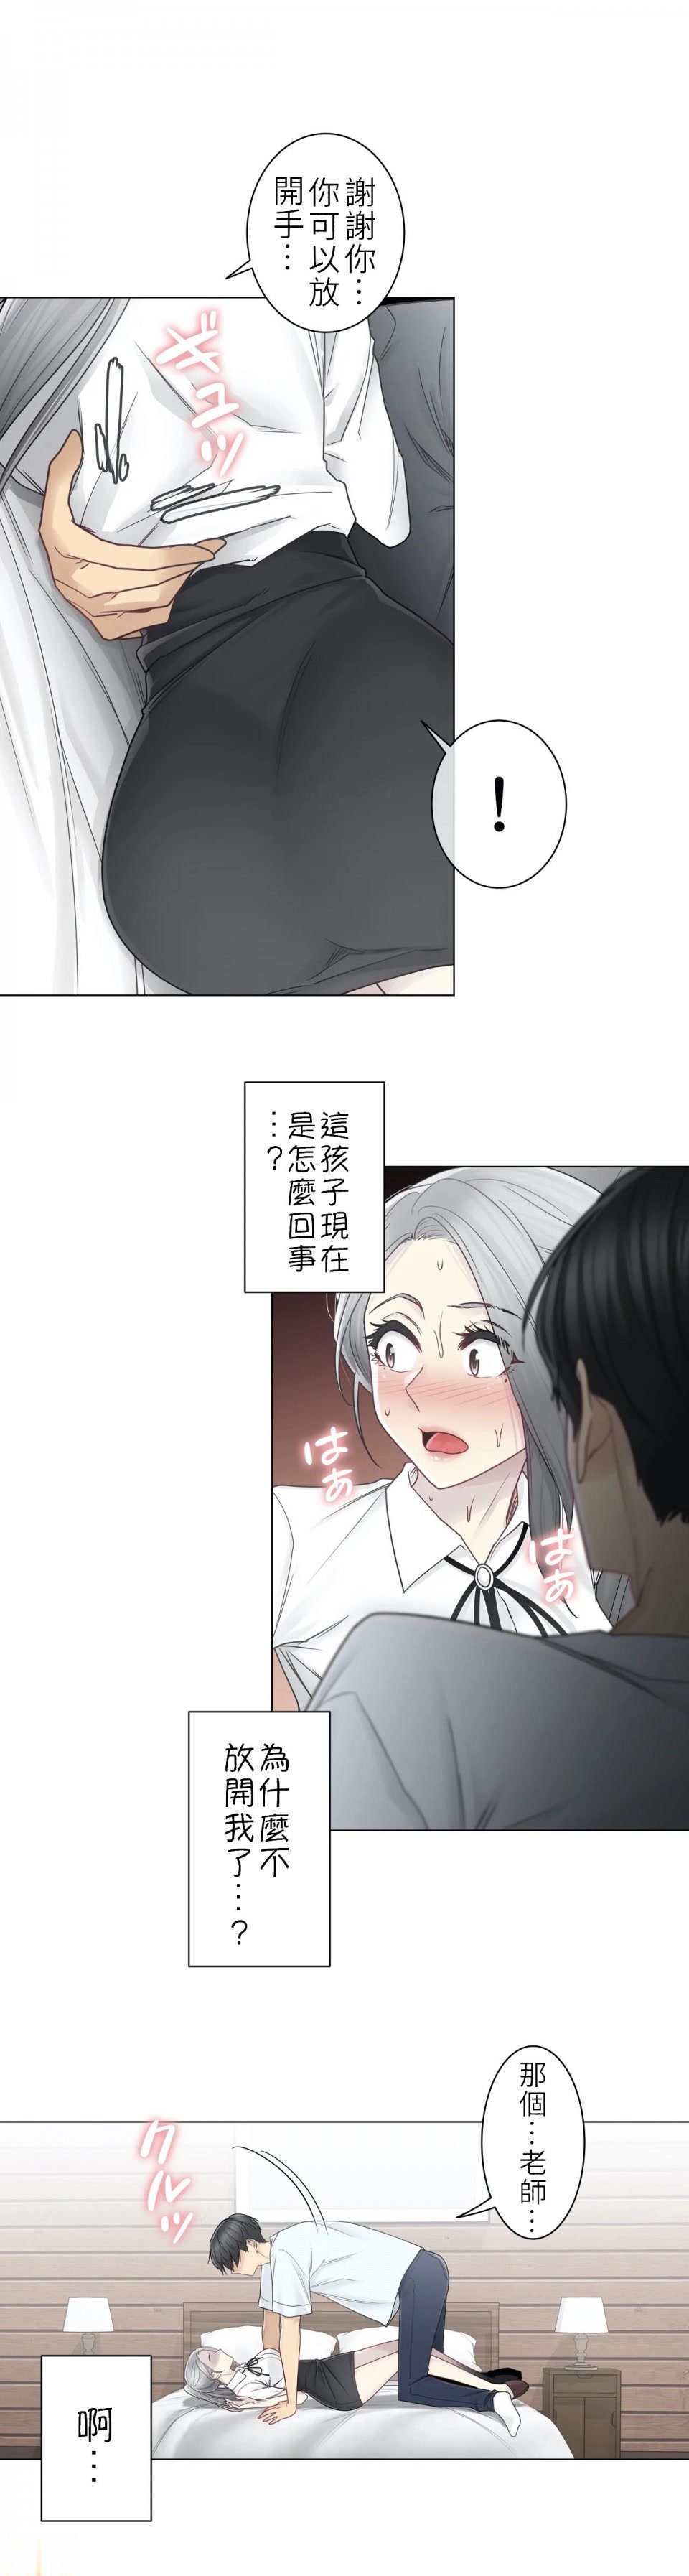 謝謝你…
你可以放
開手…
ギュッ
！
這孩子現在
是怎麼回事
…？
はぁ
はぁ
為什麼不
放開我了…？
那個…老師…
クルッ
啊…